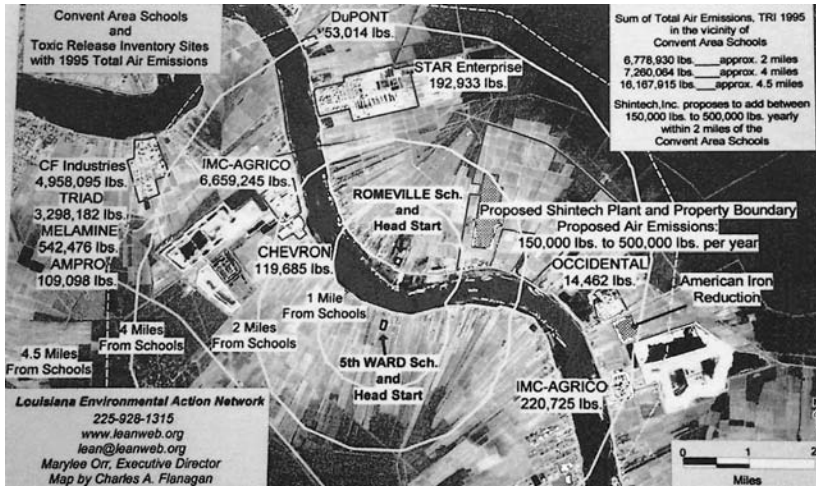 Convent Area Schools
and
Toxic Release Inventory Sites
with 1995 Total Air Emissions
DuPONT
53,014 lbs.
Sum of Total Air Emissions, TRI 1995
in the vicinity of
Convent Area Schools
6,778,930 lbs.____approx. 2 miles
7,260,064 lbs.____approx. 4 miles
16,167,915 lbs.____approx. 4.5 miles
Shintech,Inc. proposes to add between
150,000 lbs. to 500,000 lbs. yearly
within 2 miles of the
Convent Area Schools
STAR Enterprise
192,933 lbs.
CF Industries
4,958,095 lbs.
TRIAD
3,298,182 lbs.
MELAMINE
542,476 lbs.
AMPRO
109,098 lbs.
IMC-AGRICO
6,659,245 lbs.
ROMEVILLE Sch.
and
Head Start
Proposed Shintech Plant and Property Boundary
Proposed Air Emissions:
150,000 Lbs. to 500,000 Lbs. per year
CHEVRON
119,685 lbs.
OCCIDENTAL
14,462 lbs.
American Iron
Reduction
1 Mile
From Schools
2 Miles
From Schools
4 Miles
From Schools
4.5 Miles
From Schools
5th WARD Sch.
and
Head Start
IMC-AGRICO
220,725 lbs.
Louisiana Environmental Action Network
225-928-1315
www.leanweb.org
lean@leanweb.org
Marylee Orr, Executive Director
Map by Charles A. Flanagan
0 1 2
Miles